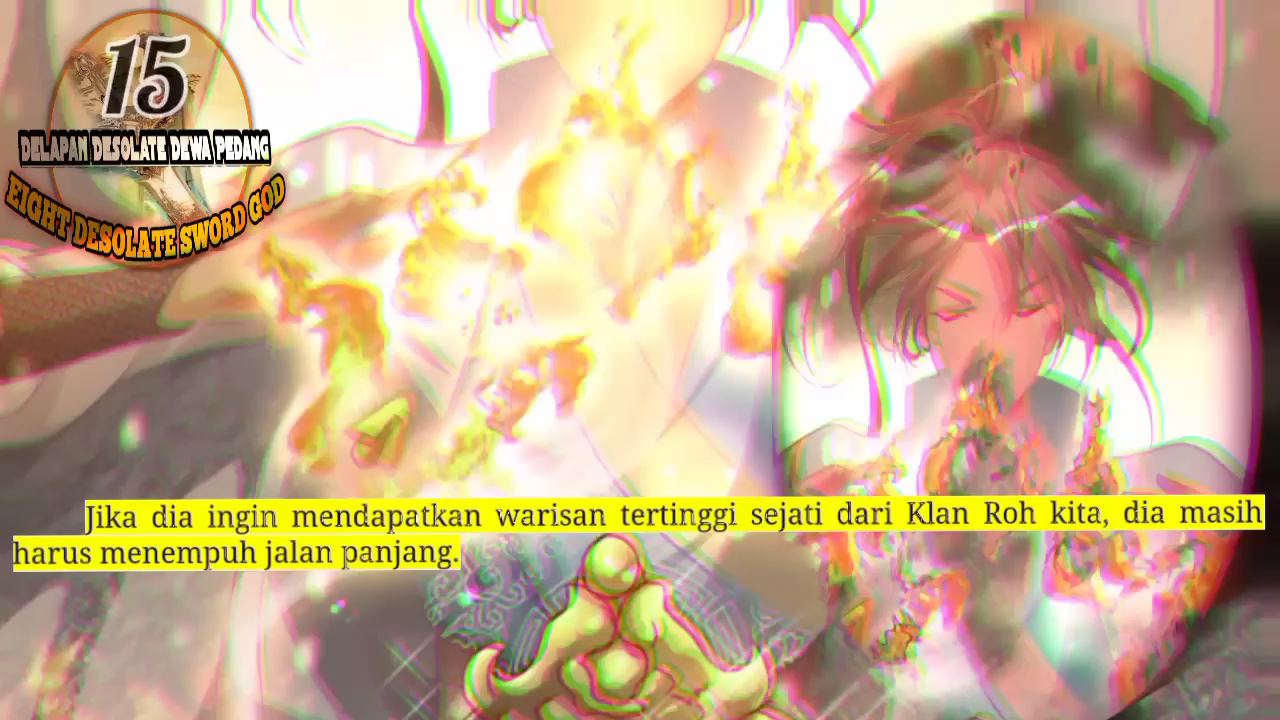 15
DELAPAN DESOLATE DEWA PEDANG
EIGHT DESOLATE SWORD GOD
Jika dia ingin mendapatkan warisan tertinggi sejati dari Klan Roh kita, dia masih
harus menempuh jalan panjang.